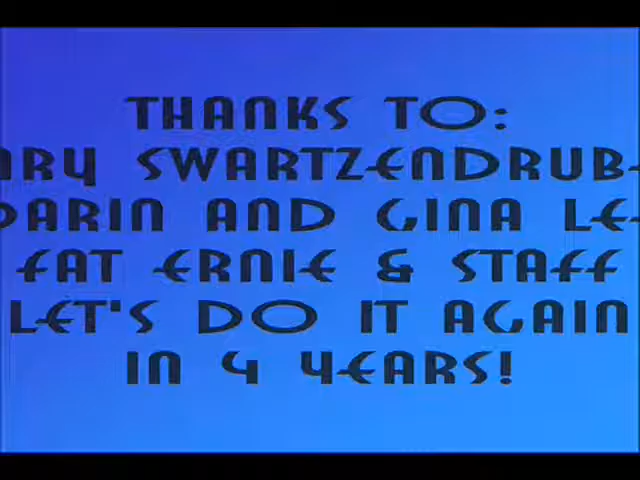 THANKS TO:
ARY SWARTZENDRUB
DARIN AND GINA LE
FAT ERNIE & STAFF
LET'S DO IT AGAIN
IN 4 YEARS!